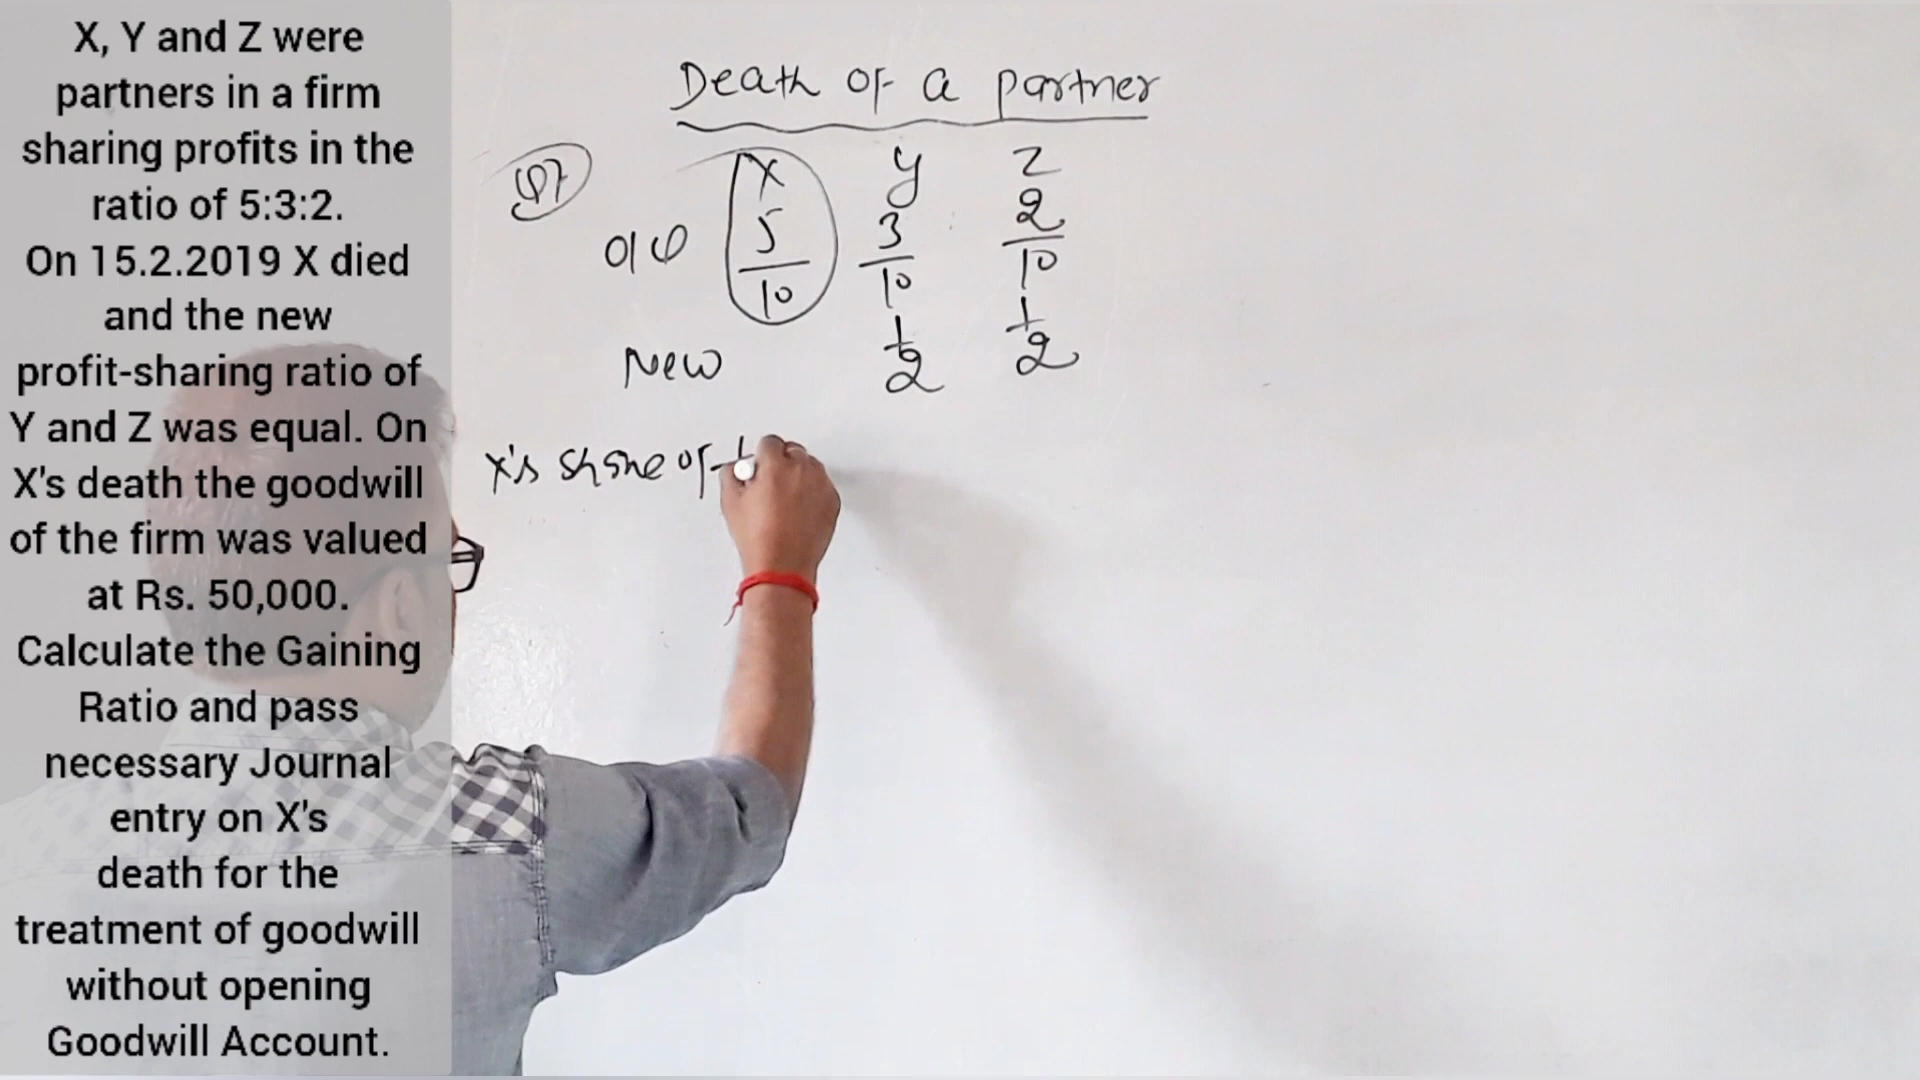 X, Y and Z were
partners in a firm
sharing profits in the
ratio of 5:3:2.
On 15.2.2019 X died
and the new
profit-sharing ratio of
Y and Z was equal. On
X's death the goodwill
of the firm was valued
at Rs. 50,000.
Calculate the Gaining
Ratio and pass
necessary Journal
entry on X's
death for the
treatment of goodwill
without opening
Goodwill Account.
Death of a partner
X Y Z
old 5/10 3/10 2/10
New 1/2 1/2
X's share of